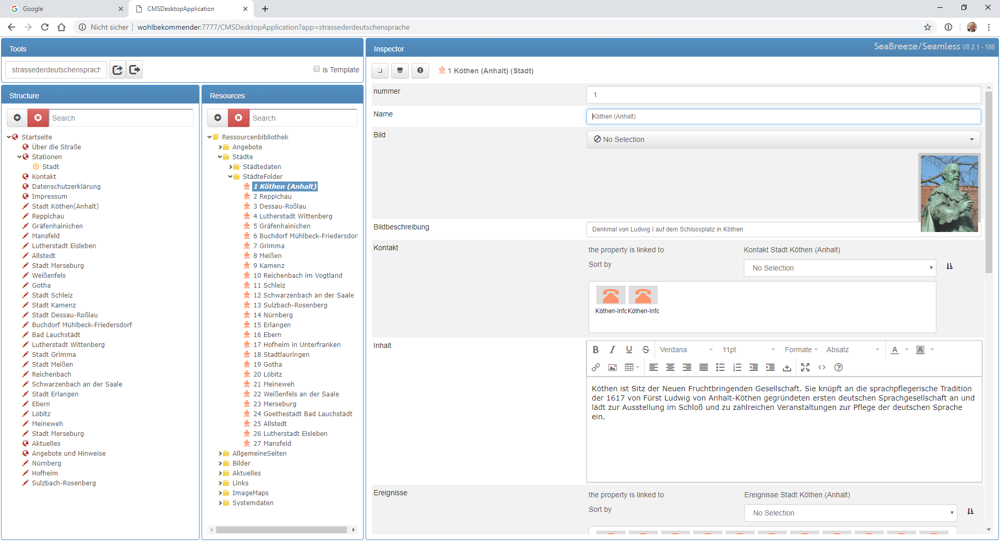 Google
CMSDesktopApplication
Nicht sicher
wohlbekommender:7777/CMSDesktopApplication?app=strassederdeutschensprache
Tools
strassederdeutschensprach
is Template
Structure
Search
Startseite
Über die Straße
Stationen
Stadt
Kontakt
Datenschutzerklärung
Impressum
Stadt Köthen(Anhalt)
Reppichau
Gräfenhainichen
Mansfeld
Lutherstadt Eisleben
Allstedt
Stadt Merseburg
Weißenfels
Gotha
Stadt Schleiz
Stadt Kamenz
Stadt Dessau-Roßlau
Buchdorf Mühlbeck-Friedersdorf
Bad Lauchstädt
Lutherstadt Wittenberg
Stadt Grimma
Stadt Meißen
Reichenbach
Schwarzenbach an der Saale
Stadt Erlangen
Ebern
Löbitz
Meineweh
Stadt Merseburg
Aktuelles
Angebote und Hinweise
Nürnberg
Hofheim
Sulzbach-Rosenberg
Resources
Search
Ressourcenbibliothek
Angebote
Städte
Städtedaten
StädteFolder
1 Köthen (Anhalt)
2 Reppichau
3 Dessau-Roßlau
4 Lutherstadt Wittenberg
5 Gräfenhainichen
6 Buchdorf Mühlbeck-Friedersdor
7 Grimma
8 Meißen
9 Kamenz
10 Reichenbach im Vogtland
11 Schleiz
12 Schwarzenbach an der Saale
13 Sulzbach-Rosenberg
14 Nürnberg
15 Erlangen
16 Ebern
17 Hofheim in Unterfranken
18 Stadtlauringen
19 Gotha
20 Löbitz
21 Meineweh
22 Weißenfels an der Saale
23 Merseburg
24 Goethestadt Bad Lauchstädt
25 Allstedt
26 Lutherstadt Eisleben
27 Mansfeld
AllgemeineSeiten
Bilder
Aktuelles
Links
ImageMaps
Systemdaten
Inspector
SeaBreeze/Seamless V8.2.1 - 188
1 Köthen (Anhalt) (Stadt)
nummer
1
Name
Köthen (Anhalt)
Bild
No Selection
Bildbeschreibung
Denkmal von Ludwig I auf dem Schlossplatz in Köthen
Kontakt
the property is linked to
Kontakt Stadt Köthen (Anhalt)
Sort by
No Selection
Köthen-Info
Köthen-Info
Inhalt
B I U S Verdana 11pt Formate Absatz A A
Köthen ist Sitz der Neuen Fruchtbringenden Gesellschaft. Sie knüpft an die sprachpflegerische Tradition
der 1617 von Fürst Ludwig von Anhalt-Köthen gegründeten ersten deutschen Sprachgesellschaft an und
lädt zur Ausstellung im Schloß und zu zahlreichen Veranstaltungen zur Pflege der deutschen Sprache
ein.
Ereignisse
the property is linked to
Ereignisse Stadt Köthen (Anhalt)
Sort by
No Selection